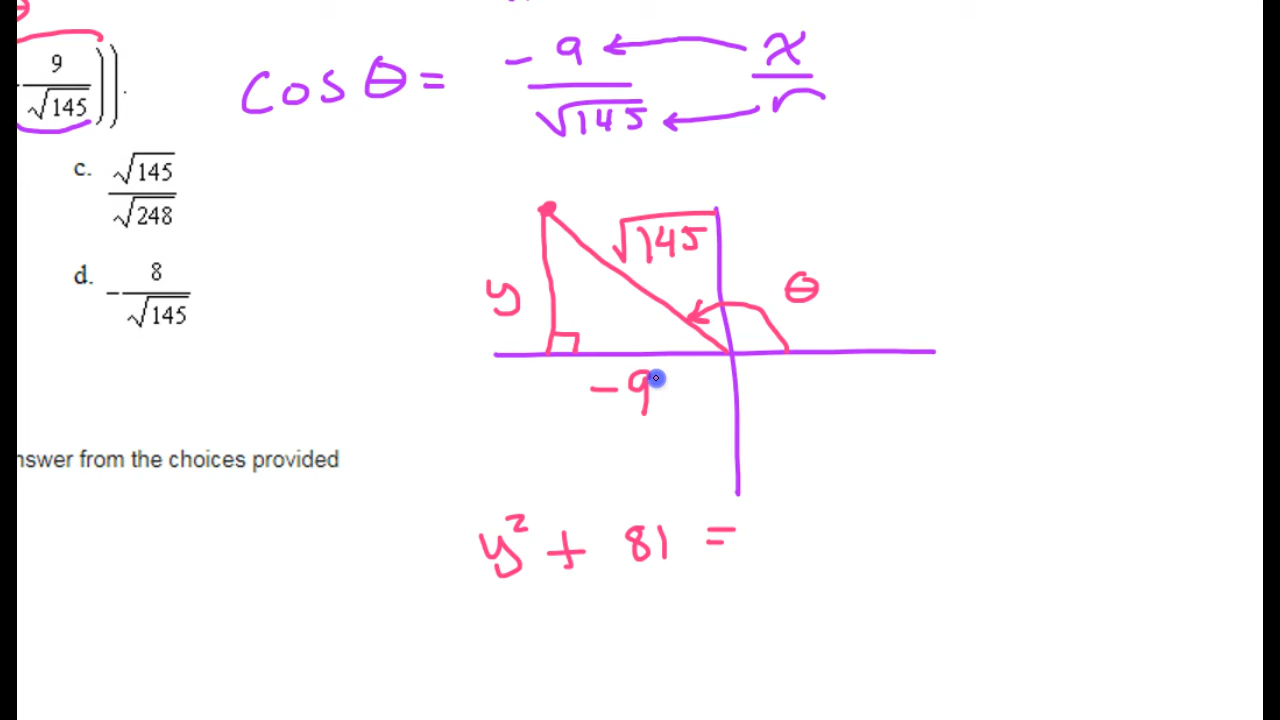 θ
cos θ = -9/√145 ← x/r
9/√145)).
c. √145/√248
√145
y
θ
d. -8/√145
-9
nswer from the choices provided
y² + 81 =